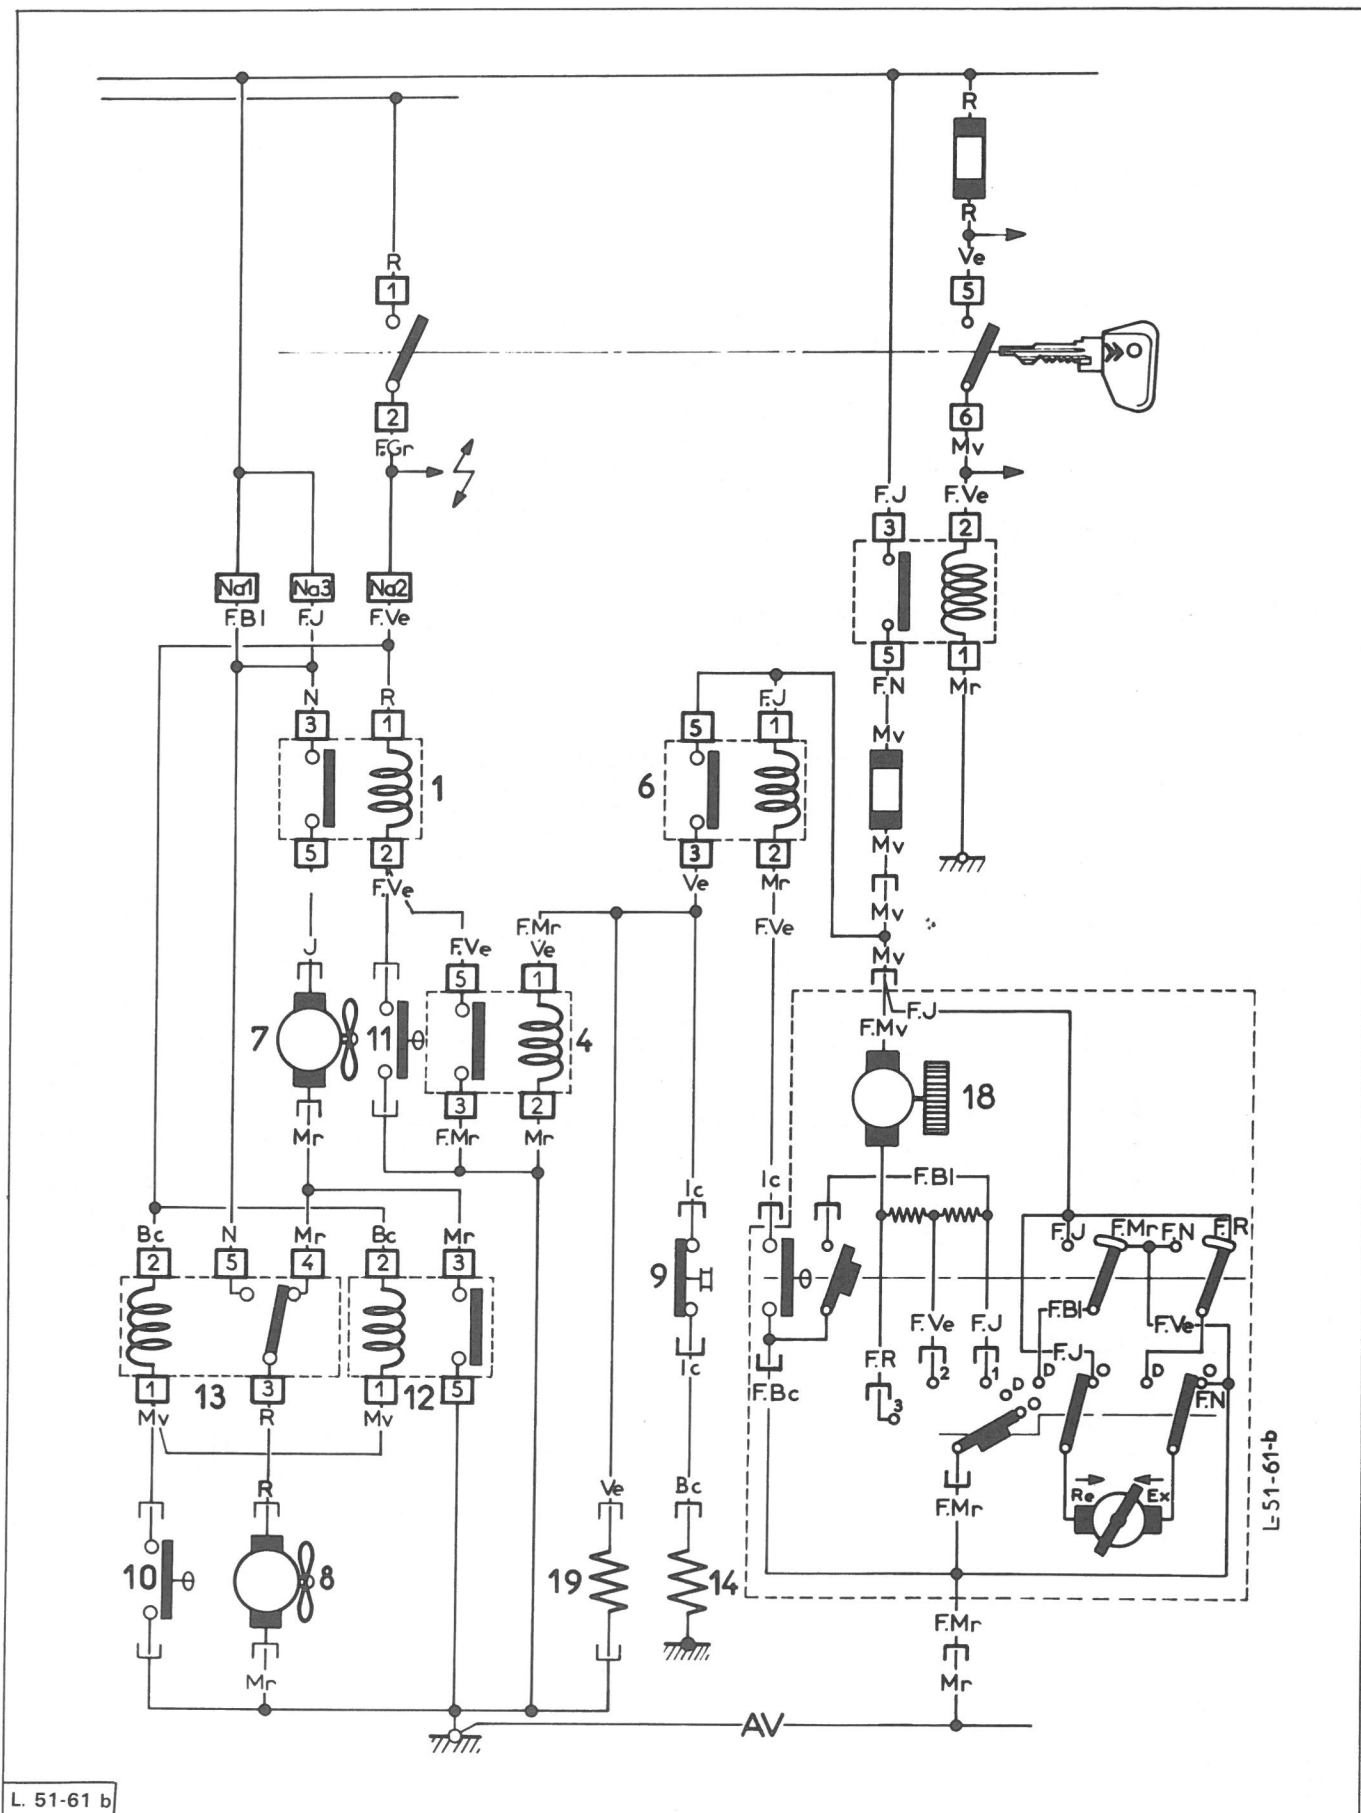 R
R
Ve
R
1
5
2
6
F.Gr
Mv
F.J
F.Ve
3
2
Na1
Na3
Na2
F.Bl
F.J
F.Ve
5
1
F.N
Mr
N
R
F.J
3
1
5
1
Mv
1
6
5
2
3
2
Mv
F.Ve
Ve
Mr
Mv
F.Mr
F.Ve
J
F.Ve
Ve
Mv
5
1
F.J
F.Mv
7
11
4
18
3
2
Mr
F.Mr
Mr
F.Bl
Ic
Ic
Bc
N
Mr
Bc
Mr
F.J
F.Mr
F.N
F.R
2
5
4
2
3
9
F.Bl
F.Ve
F.Ve
F.J
F.J
F.R
2
1
D
D
D
Ic
F.Bc
F.N
1
13
3
1
12
5
3
Mv
R
Mv
R
Ve
Bc
Re
Ex
F.Mr
L-51-61-b
10
8
19
14
F.Mr
Mr
Mr
AV
L. 51-61 b